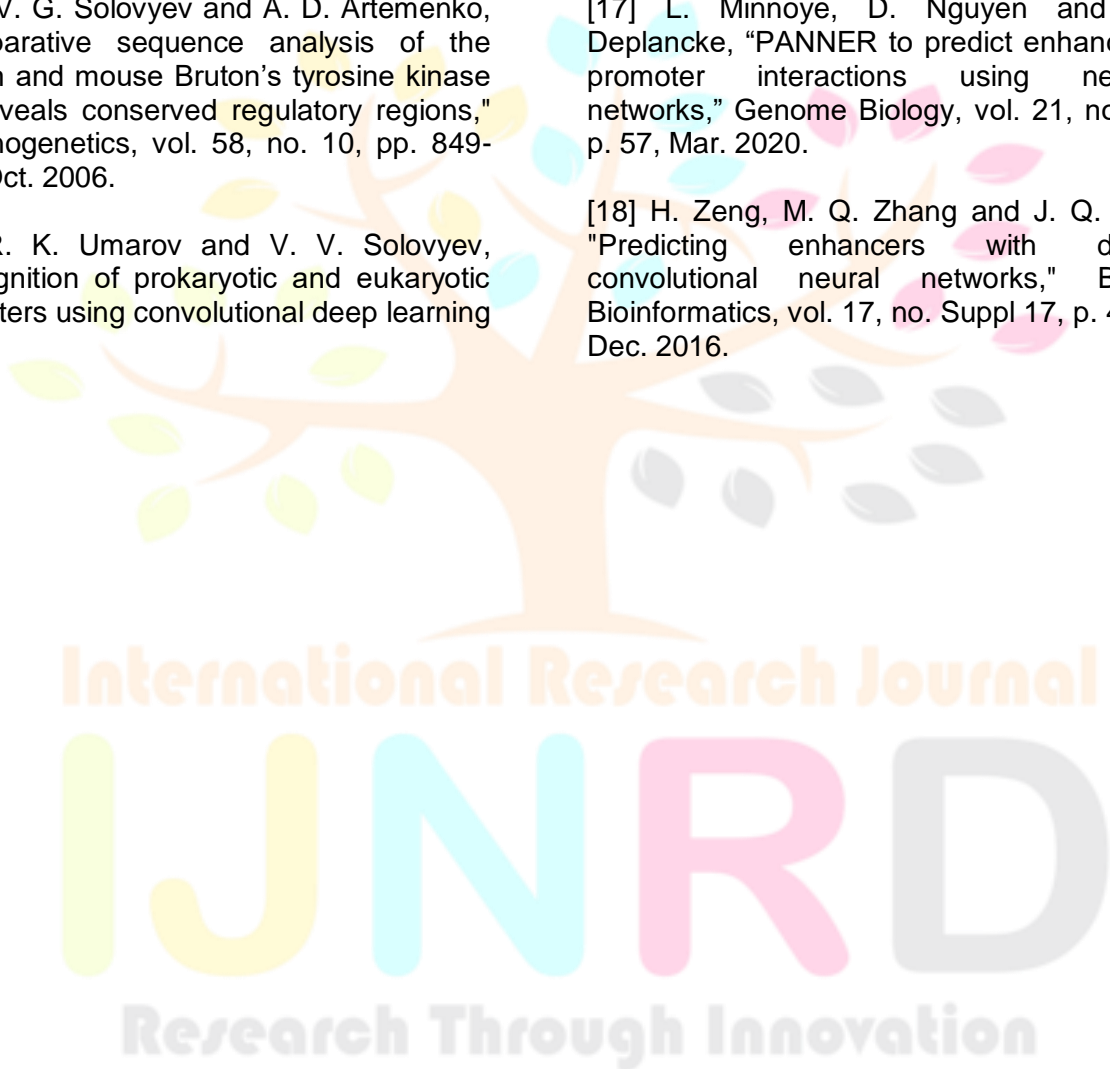 V. G. Solovyev and A. D. Artemenko,
parative sequence analysis of the
n and mouse Bruton's tyrosine kinase
veals conserved regulatory regions,"
nogenetics, vol. 58, no. 10, pp. 849-
Oct. 2006.
R. K. Umarov and V. V. Solovyev,
gnition of prokaryotic and eukaryotic
ters using convolutional deep learning
[17] L. Minnoye, D. Nguyen and
Deplancke, “PANNER to predict enhanc
promoter interactions using ne
networks,” Genome Biology, vol. 21, no
p. 57, Mar. 2020.
[18] H. Zeng, M. Q. Zhang and J. Q.
"Predicting enhancers with d
convolutional neural networks," B
Bioinformatics, vol. 17, no. Suppl 17, p. 4
Dec. 2016.
International Research Journal
IJNRD
Research Through Innovation